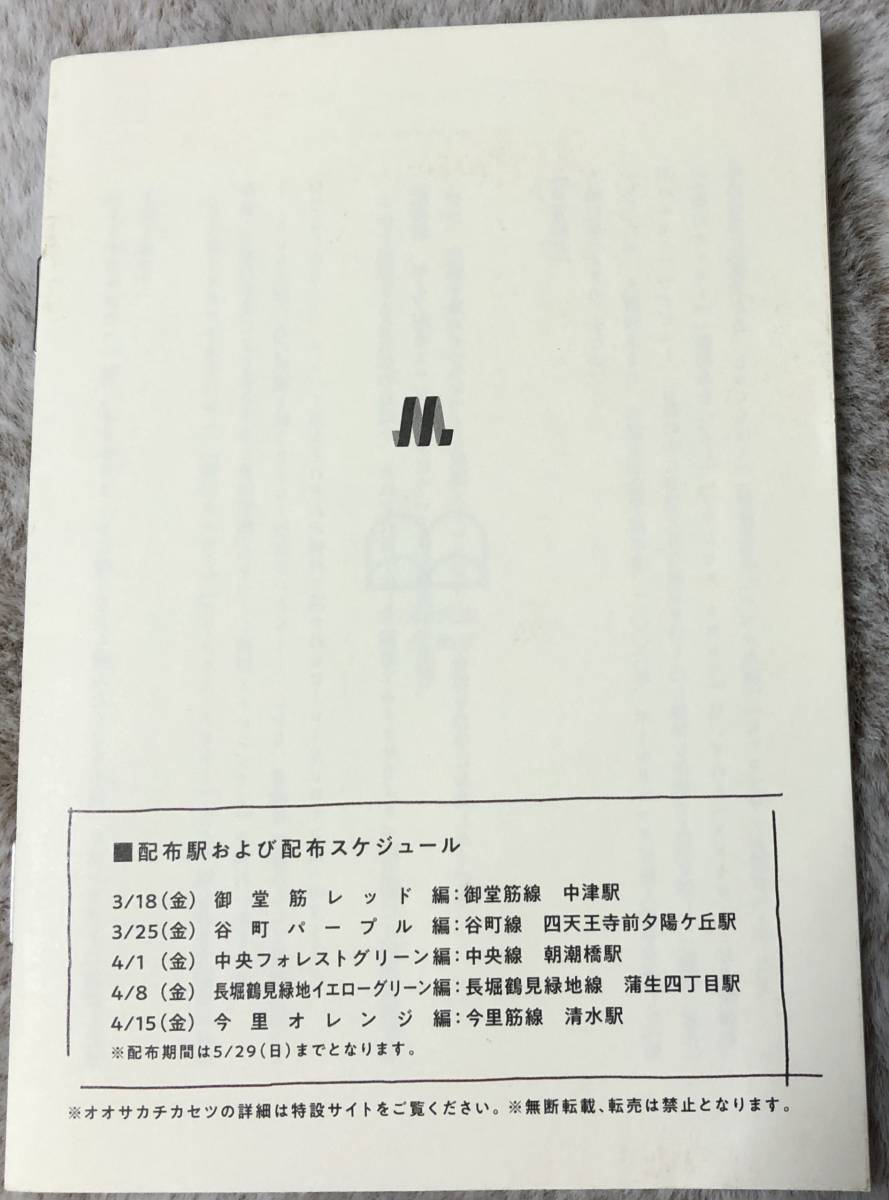 ■配布駅および配布スケジュール
3/18(金) 御堂筋レッド編:御堂筋線 中津駅
3/25(金) 谷町パープル編:谷町線 四天王寺前夕陽ケ丘駅
4/1 (金) 中央フォレストグリーン編:中央線 朝潮橋駅
4/8 (金) 長堀鶴見緑地イエローグリーン編:長堀鶴見緑地線 蒲生四丁目駅
4/15(金) 今里オレンジ編:今里筋線 清水駅
※配布期間は5/29(日)までとなります。
※オオサカチカセツの詳細は特設サイトをご覧ください。※無断転載、転売は禁止となります。